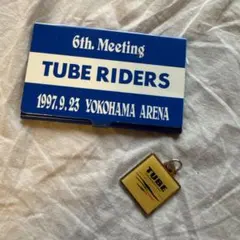 6th. Meeting
TUBE RIDERS
1997.9.23 YOKOHAMA ARENA
TUBE